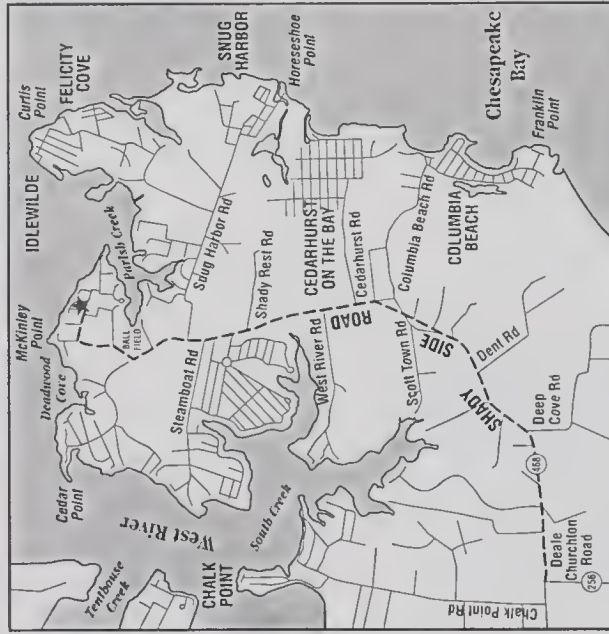 McKinley
Point
IDLEWILDE
Curtis
Point
FELICITY
COVE
SNUG
HARBOR
Horeseshoe
Point
Deadwood
Cove
Cedar
Point
Parish Creek
BALL
FIELD
Snug Harbor Rd
Shady Rest Rd
Steamboat Rd
CEDARHURST
ON THE BAY
Cedarhurst Rd
Columbia Beach Rd
COLUMBIA
BEACH
Chesapeake
Bay
Franklin
Point
West River
Tenthouse
Creek
South Creek
CHALK
POINT
West River Rd
Scott Town Rd
SHADY
SIDE
ROAD
Dent Rd
Deep
Cove Rd
468
Deale
Churchton
Road
256
Chalk Point Rd